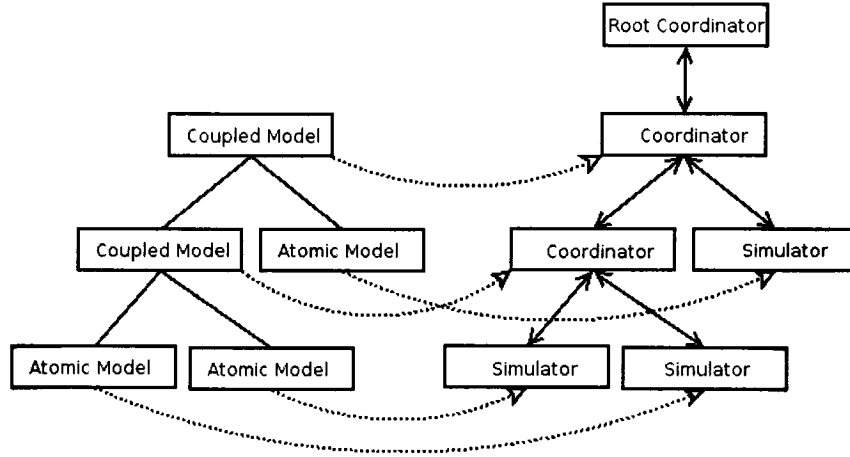 Root Coordinator
Coupled Model
Coordinator
Coupled Model
Atomic Model
Coordinator
Simulator
Atomic Model
Atomic Model
Simulator
Simulator